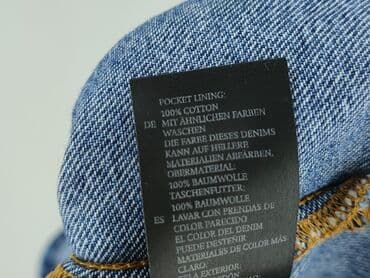 POCKET LINING:
100% COTTON
DE MIT ÄHNLICHEN FARBEN
WASCHEN
DIE FARBE DIESES DENIMS
KANN AUF HELLERE
MATERIALIEN ABFÄRBEN.
OBERMATERIAL:
100% BAUMWOLLE
TASCHENFUTTER:
100% BAUMWOLLE
ES LAVAR CON PRENDAS DE
COLOR PARECIDO
EL COLOR DEL DENIM
PUEDE DESTEÑIR
MATERIALES DE COLOR MÁS
CLARO.
TELA EXTERIOR: